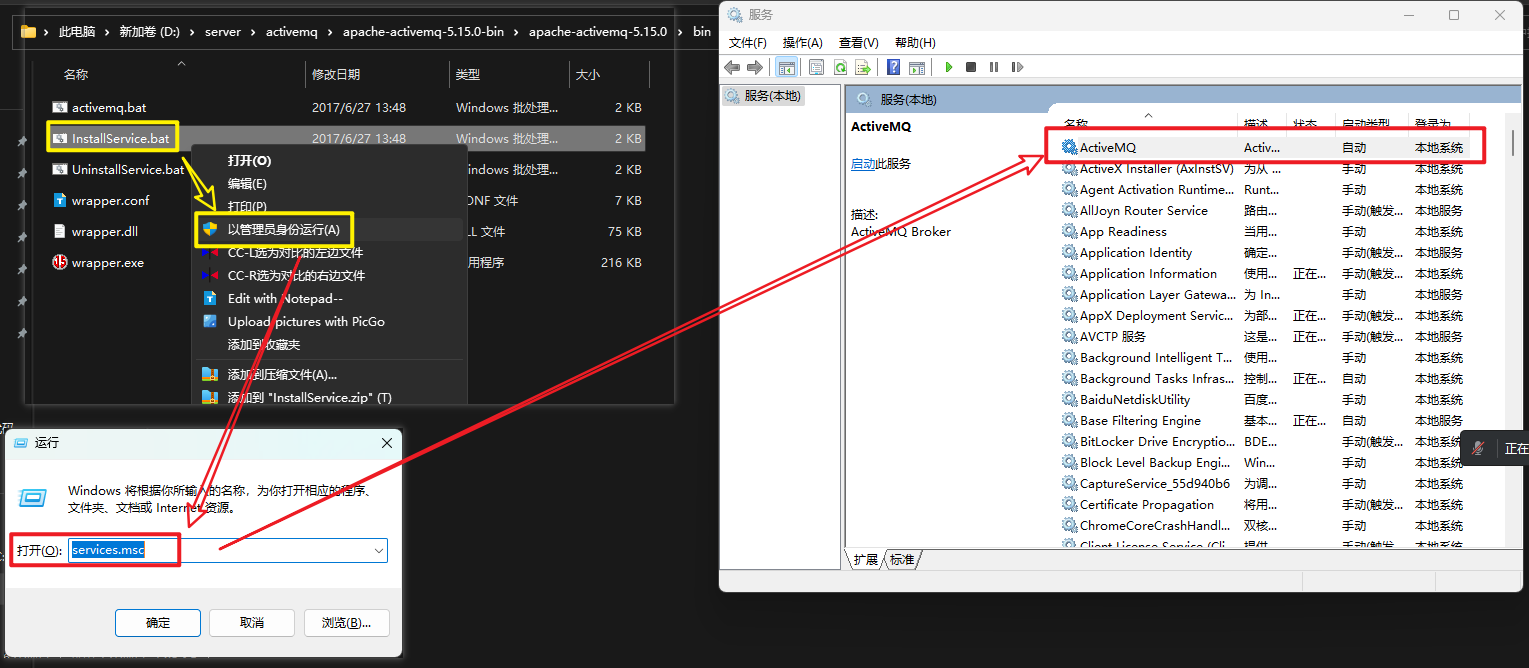 此电脑 › 新加卷 (D:) › server › activemq › apache-activemq-5.15.0-bin › apache-activemq-5.15.0 › bin
名称 修改日期 类型 大小
activemq.bat 2017/6/27 13:48 Windows 批处理... 2 KB
InstallService.bat 2017/6/27 13:48 Windows 批处理... 2 KB
UninstallService.bat indows 批处理... 2 KB
wrapper.conf ONF 文件 7 KB
wrapper.dll LL 文件 75 KB
wrapper.exe 用程序 216 KB
打开(O)
编辑(E)
打印(P)
以管理员身份运行(A)
CC-L选为对比的左边文件
CC-R选为对比的右边文件
Edit with Notepad--
Upload pictures with PicGo
添加到收藏夹
添加到压缩文件(A)...
添加到 "InstallService.zip" (T)
运行
Windows 将根据你所输入的名称，为你打开相应的程序、
文件夹、文档或 Internet 资源。
打开(O): services.msc
确定 取消 浏览(B)...
服务
文件(F) 操作(A) 查看(V) 帮助(H)
服务(本地)
服务(本地)
ActiveMQ
启动此服务
描述:
ActiveMQ Broker
名称 描述 状态 启动类型 登录为
ActiveMQ Activ... 自动 本地系统
ActiveX Installer (AxInstSV) 为从 ... 手动 本地系统
Agent Activation Runtime... Runt... 手动 本地系统
AllJoyn Router Service 路由... 手动(触发... 本地服务
App Readiness 当用... 手动 本地系统
Application Identity 确定... 手动(触发... 本地服务
Application Information 使用... 正在... 手动(触发... 本地系统
Application Layer Gatewa... 为 In... 手动 本地服务
AppX Deployment Servic... 为部... 正在... 手动(触发... 本地系统
AVCTP 服务 这是... 正在... 手动(触发... 本地服务
Background Intelligent T... 使用... 手动 本地系统
Background Tasks Infras... 控制... 正在... 自动 本地系统
BaiduNetdiskUtility 百度... 手动 本地系统
Base Filtering Engine 基本... 正在... 自动 本地服务
BitLocker Drive Encryptio... BDE... 手动(触发... 本地系统
Block Level Backup Engi... Win... 手动 本地系统
CaptureService_55d940b6 为调... 手动 本地系统
Certificate Propagation 将用... 手动(触发... 本地系统
ChromeCoreCrashHandl... 双核... 手动 本地系统
Client License Service (Cli... 提供... 手动(触发... 本地系统
扩展 标准
正在